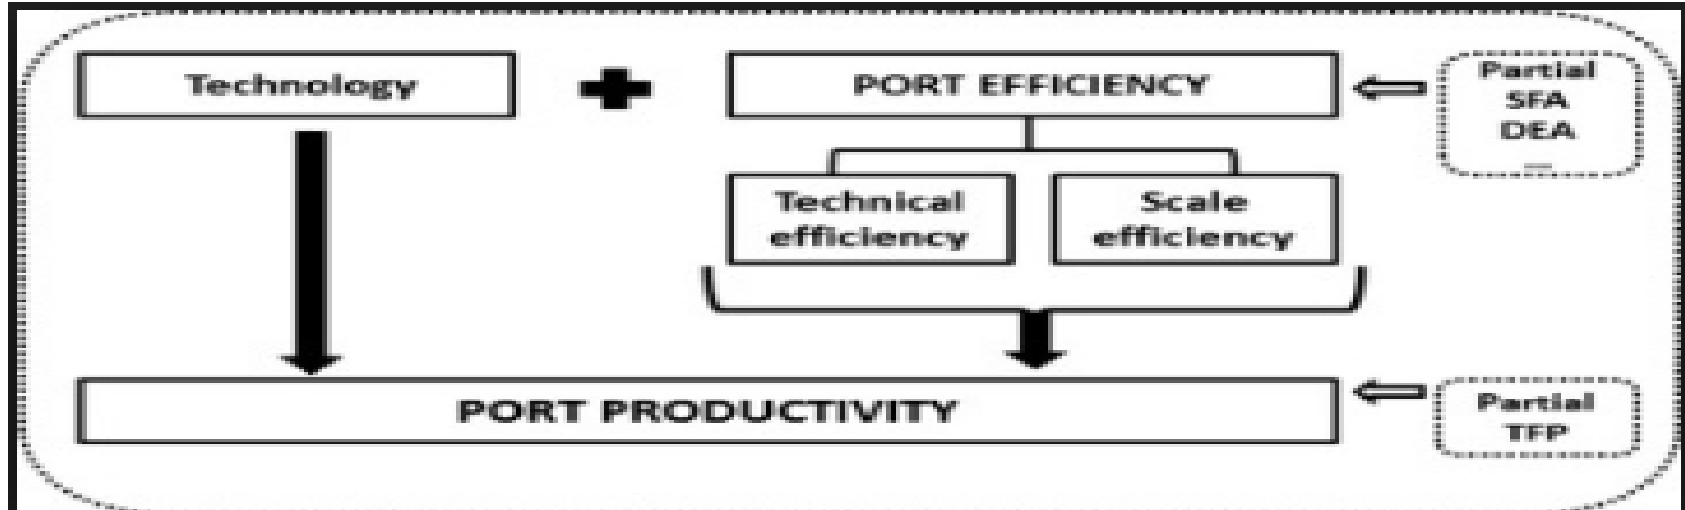 Technology
PORT EFFICIENCY
Partial
SFA
DEA
...
Technical
efficiency
Scale
efficiency
PORT PRODUCTIVITY
Partial
TFP